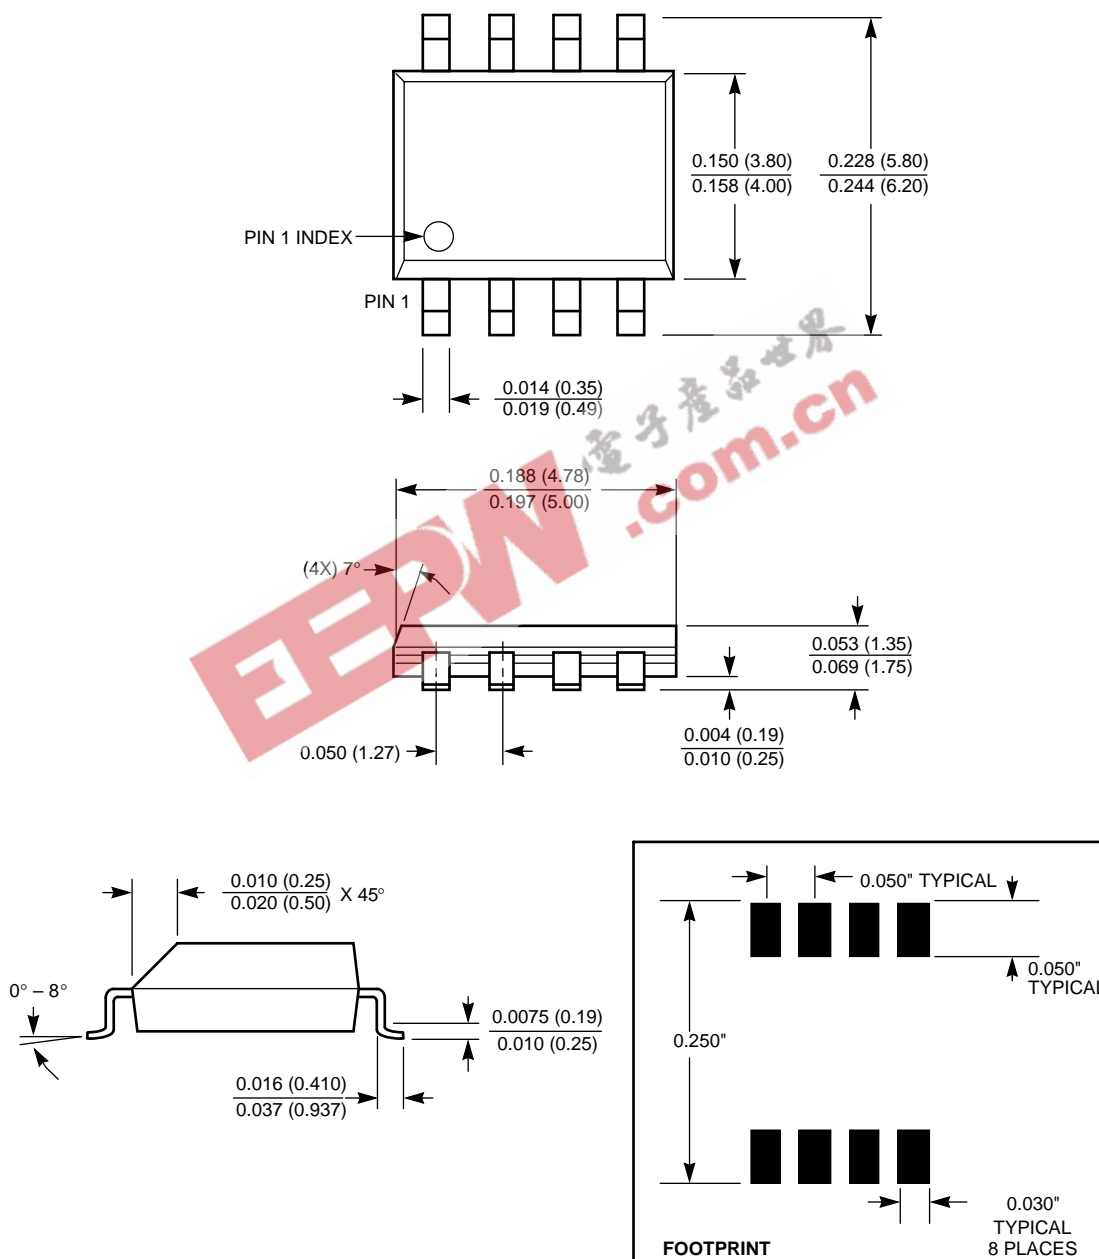 0.150 (3.80)
0.158 (4.00)
0.228 (5.80)
0.244 (6.20)
PIN 1 INDEX
PIN 1
0.014 (0.35)
0.019 (0.49)
電子產品世界
EEPW.com.cn
0.188 (4.78)
0.197 (5.00)
(4X) 7°
0.053 (1.35)
0.069 (1.75)
0.050 (1.27)
0.004 (0.19)
0.010 (0.25)
0.010 (0.25)
0.020 (0.50)
X 45°
0° – 8°
0.0075 (0.19)
0.010 (0.25)
0.016 (0.410)
0.037 (0.937)
0.050" TYPICAL
0.050"
TYPICAL
0.250"
0.030"
TYPICAL
8 PLACES
FOOTPRINT